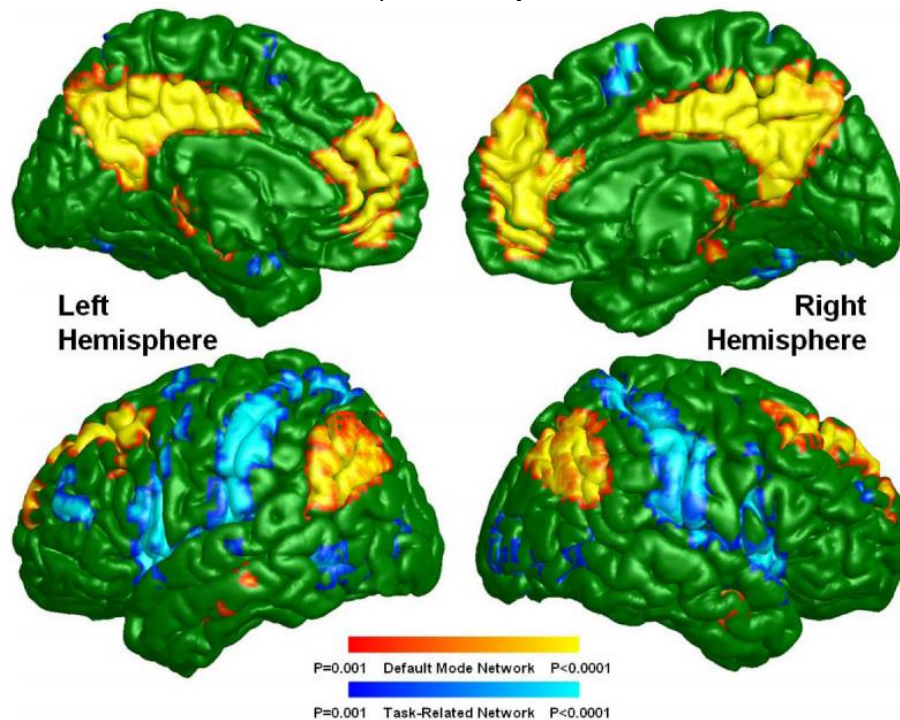 Left
Hemisphere
Right
Hemisphere
P=0.001 Default Mode Network P<0.0001
P=0.001 Task-Related Network P<0.0001